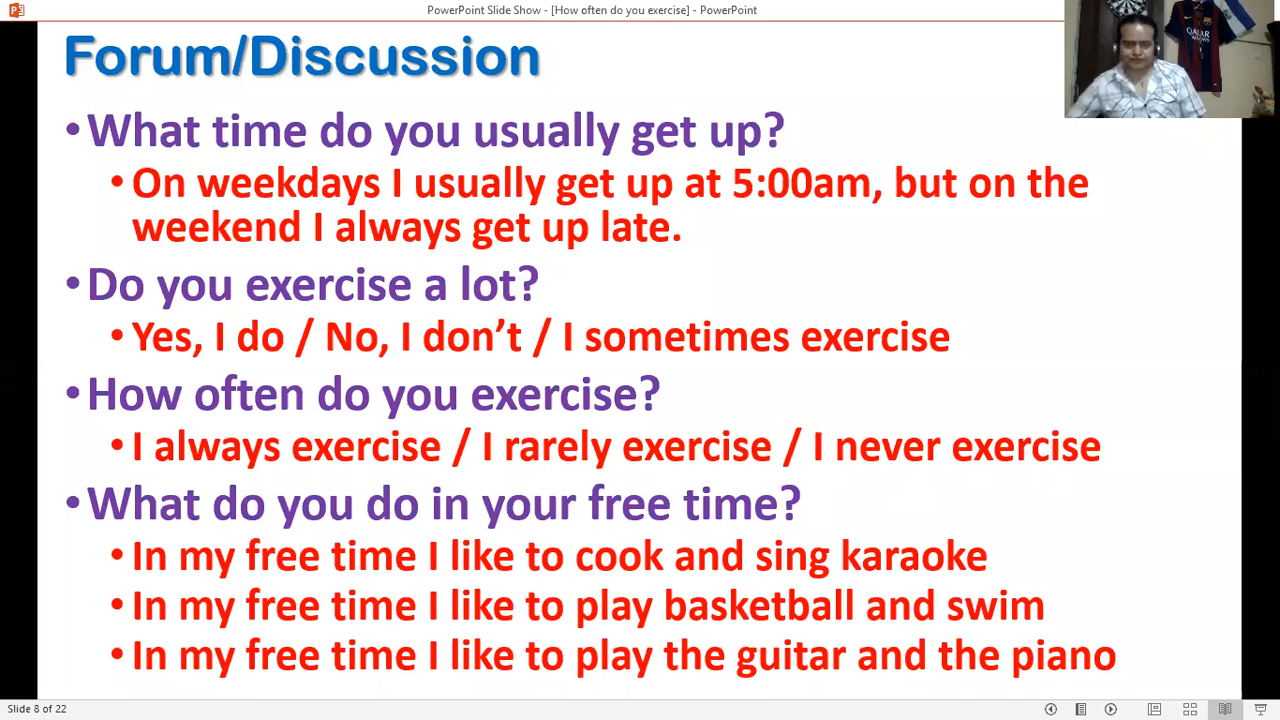 PowerPoint Slide Show - [How often do you exercise] - PowerPoint
Forum/Discussion
•What time do you usually get up?
•On weekdays I usually get up at 5:00am, but on the
weekend I always get up late.
•Do you exercise a lot?
•Yes, I do / No, I don’t / I sometimes exercise
•How often do you exercise?
•I always exercise / I rarely exercise / I never exercise
•What do you do in your free time?
•In my free time I like to cook and sing karaoke
•In my free time I like to play basketball and swim
•In my free time I like to play the guitar and the piano
Slide 8 of 22
QATAR
AIRWAYS